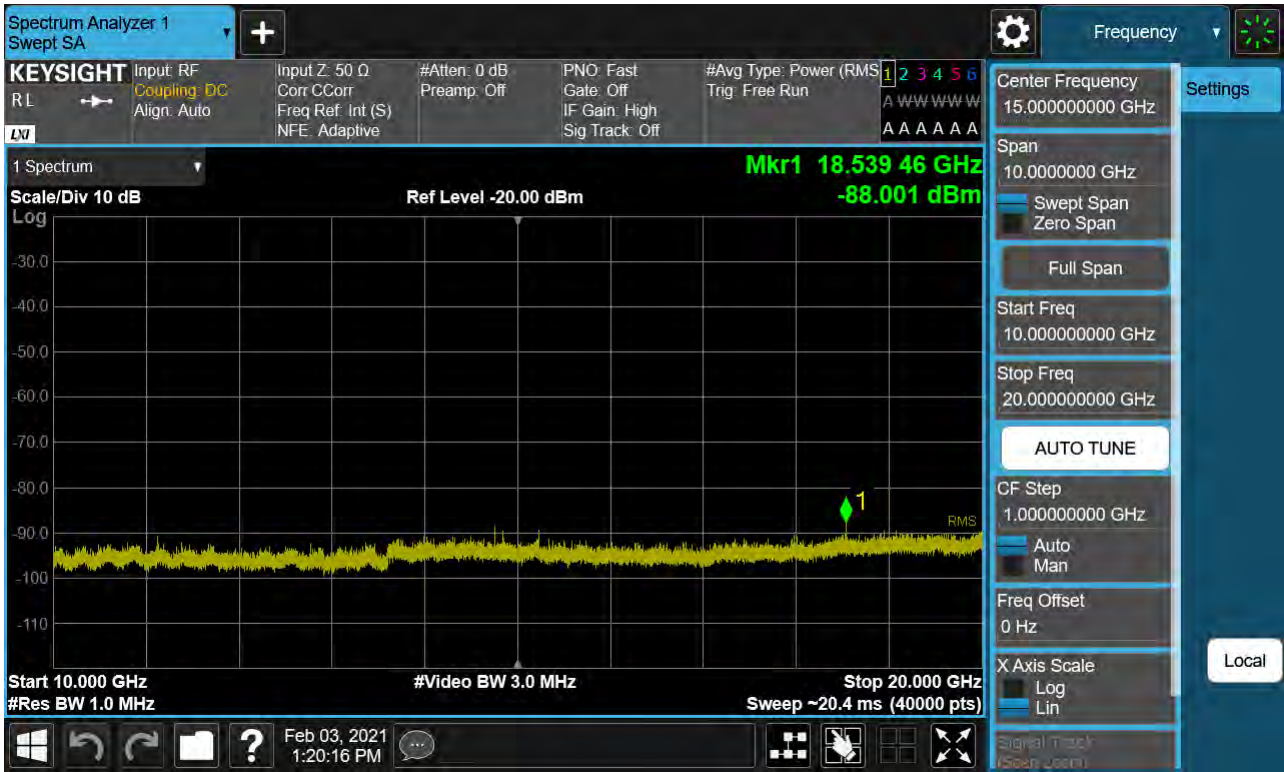 Spectrum Analyzer 1
Swept SA
+
Frequency
KEYSIGHT
RL
LXI
Input: RF
Coupling: DC
Align: Auto
Input Z: 50 Ω
Corr CCorr
Freq Ref: Int (S)
NFE: Adaptive
#Atten: 0 dB
Preamp: Off
PNO: Fast
Gate: Off
IF Gain: High
Sig Track: Off
#Avg Type: Power (RMS
Trig: Free Run
1 2 3 4 5 6
A W W W W W
A A A A A A
1 Spectrum
Scale/Div 10 dB
Log
Ref Level -20.00 dBm
Mkr1 18.539 46 GHz
-88.001 dBm
-30.0
-40.0
-50.0
-60.0
-70.0
-80.0
-90.0
-100
-110
1
RMS
Start 10.000 GHz
#Res BW 1.0 MHz
#Video BW 3.0 MHz
Stop 20.000 GHz
Sweep ~20.4 ms (40000 pts)
Center Frequency
15.000000000 GHz
Span
10.0000000 GHz
Swept Span
Zero Span
Full Span
Start Freq
10.000000000 GHz
Stop Freq
20.000000000 GHz
AUTO TUNE
CF Step
1.000000000 GHz
Auto
Man
Freq Offset
0 Hz
X Axis Scale
Log
Lin
Signal Track
(Span Zoom)
Settings
Local
?
Feb 03, 2021
1:20:16 PM